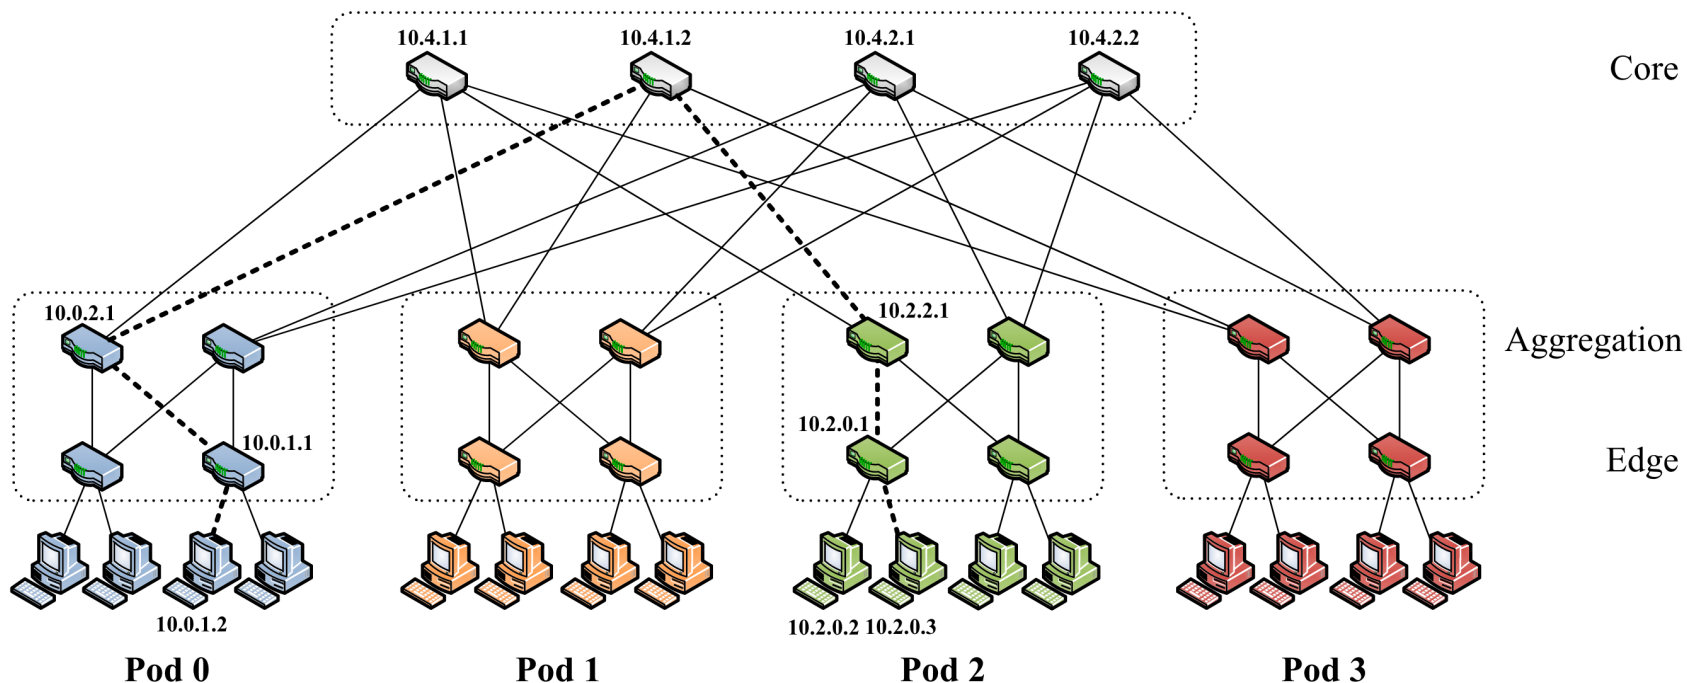 10.4.1.1 10.4.1.2 10.4.2.1 10.4.2.2
Core
10.0.2.1 10.2.2.1
Aggregation
10.2.0.1
10.0.1.1
Edge
10.0.1.2 10.2.0.2 10.2.0.3
Pod 0 Pod 1 Pod 2 Pod 3